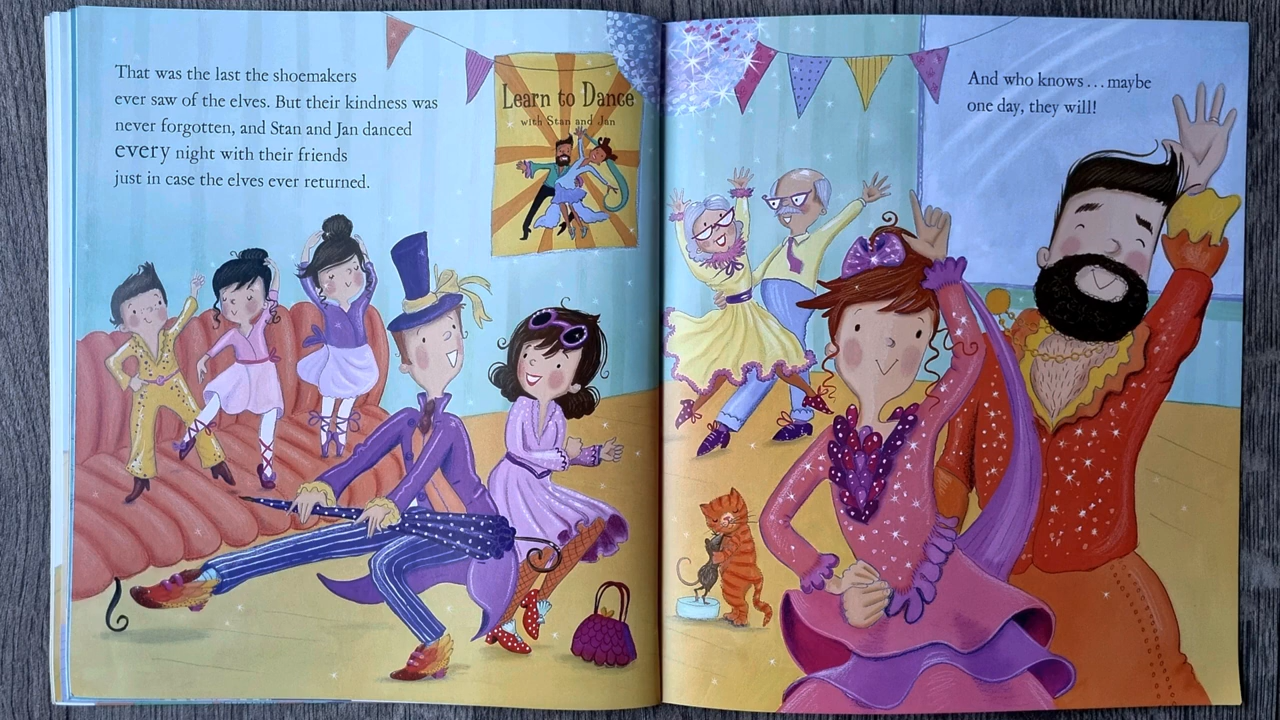 That was the last the shoemakers
ever saw of the elves. But their kindness was
never forgotten, and Stan and Jan danced
every night with their friends
just in case the elves ever returned.
Learn to Dance
with Stan and Jan
And who knows...maybe
one day, they will!